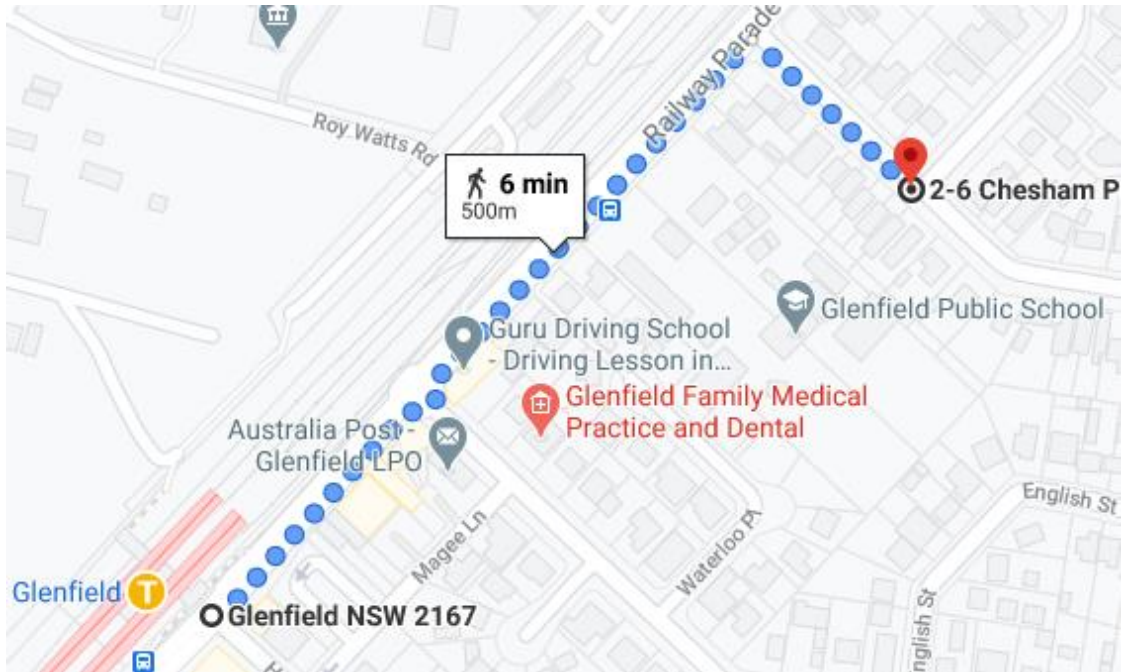 Railway Parade
Roy Watts Rd
6 min
500m
2-6 Chesham P
Glenfield Public School
Guru Driving School
- Driving Lesson in...
Glenfield Family Medical
Practice and Dental
Australia Post -
Glenfield LPO
English St
Magee Ln
Waterloo Pl
Glenfield
T
Glenfield NSW 2167
English St